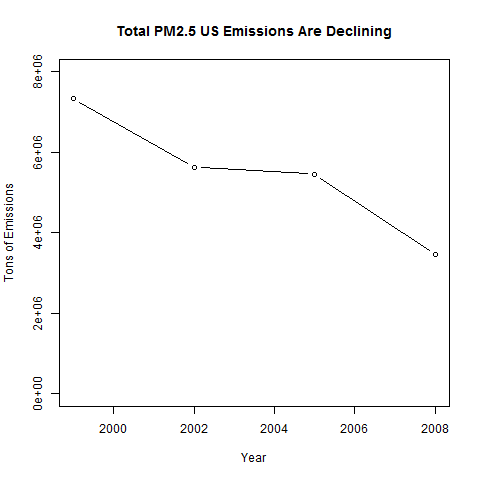 Total PM2.5 US Emissions Are Declining
8e+06
6e+06
4e+06
2e+06
0e+00
Tons of Emissions
2000 2002 2004 2006 2008
Year